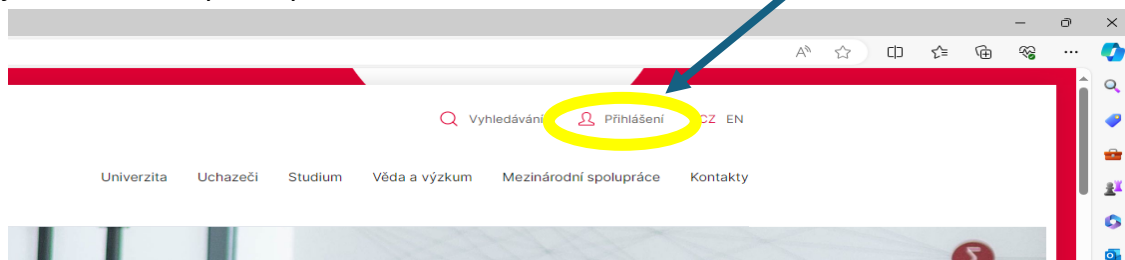 Vyhledávání Přihlášení CZ EN
Univerzita Uchazeči Studium Věda a výzkum Mezinárodní spolupráce Kontakty